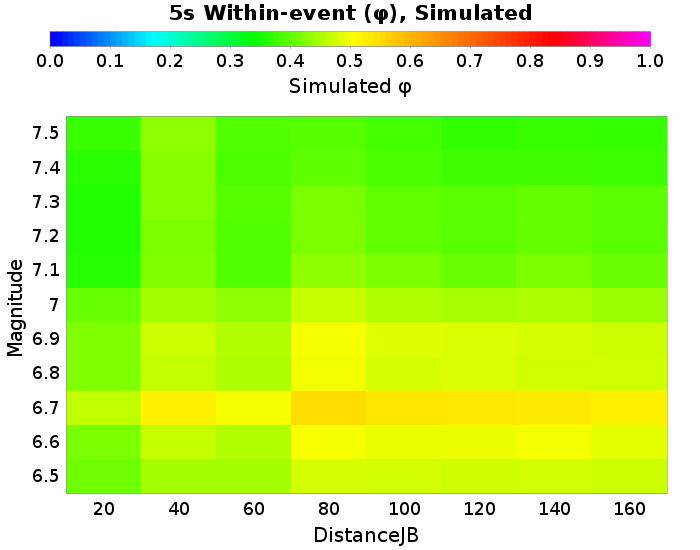 5s Within-event (φ), Simulated
0.0 0.1 0.2 0.3 0.4 0.5 0.6 0.7 0.8 0.9 1.0
Simulated φ
7.5
7.4
7.3
7.2
7.1
7
6.9
6.8
6.7
6.6
6.5
Magnitude
20 40 60 80 100 120 140 160
DistanceJB